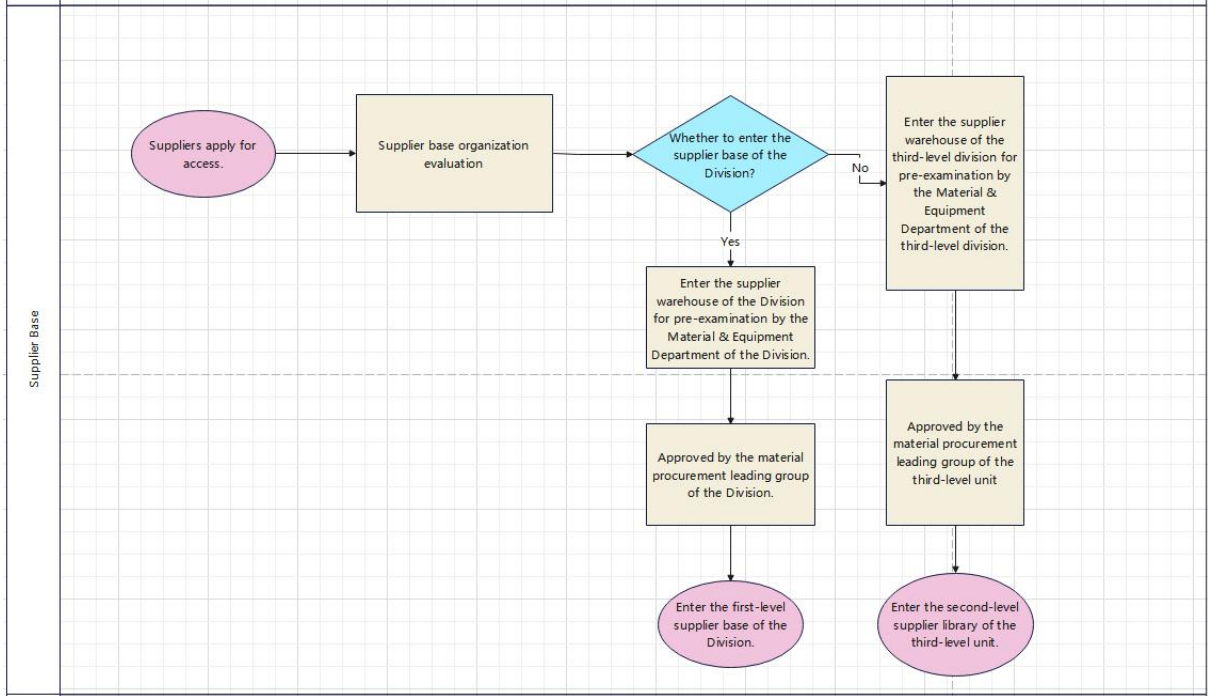 Supplier Base
Suppliers apply for
access.
Supplier base organization
evaluation
Whether to enter the
supplier base of the
Division?
No
Yes
Enter the supplier
warehouse of the
third-level division for
pre-examination by
the Material &
Equipment
Department of the
third-level division.
Enter the supplier
warehouse of the Division
for pre-examination by the
Material & Equipment
Department of the Division.
Approved by the material
procurement leading group
of the Division.
Approved by the
material procurement
leading group of the
third-level unit
Enter the first-level
supplier base of the
Division.
Enter the second-level
supplier library of the
third-level unit.